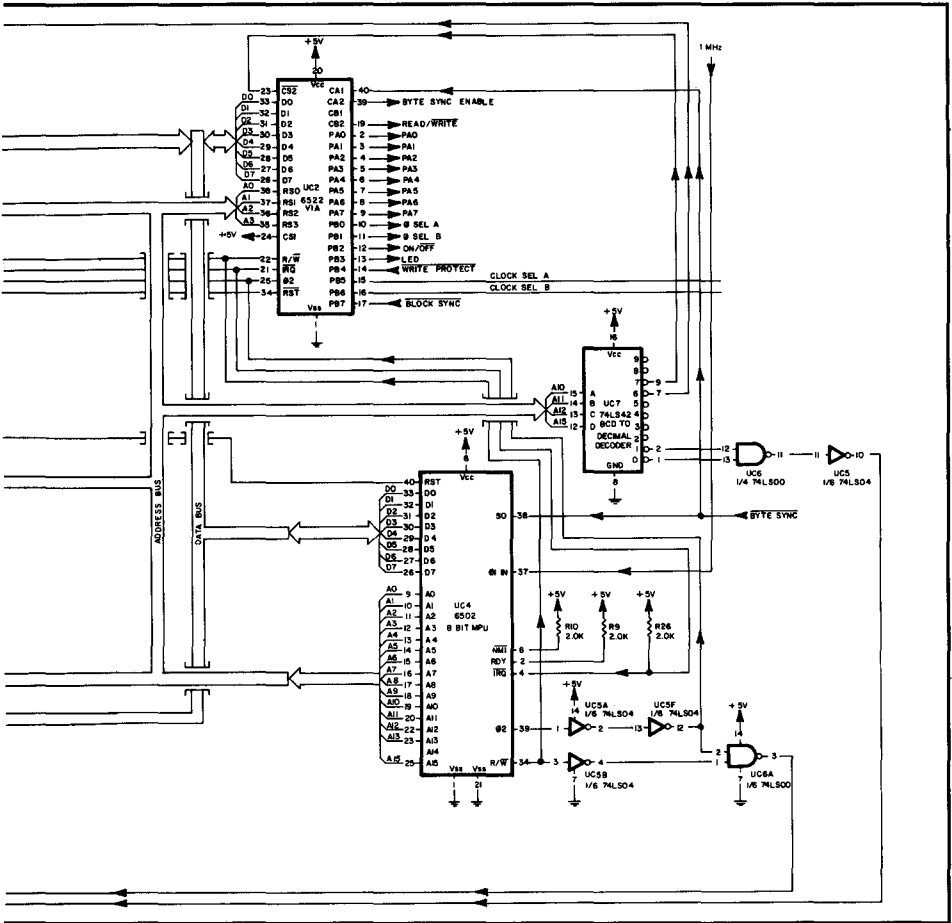 1 MHz
+5V
20
Vcc
23 CS2 CA1 40
D0 33 D0 CA2 39 BYTE SYNC ENABLE
D1 32 D1 CB1
D2 31 D2 CB2 19 READ/WRITE
D3 30 D3 PA0 2 PA0
D4 29 D4 PA1 3 PA1
D5 28 D5 PA2 4 PA2
D6 27 D6 PA3 5 PA3
D7 26 D7 PA4 6 PA4
A0 38 RS0 UC2 PA5 7 PA5
A1 37 RS1 6522 PA6 8 PA6
A2 36 RS2 VIA PA7 9 PA7
A3 35 RS3 PB0 10 Ø SEL A
+5V 24 CS1 PB1 11 Ø SEL B
PB2 12 ON/OFF
22 R/W PB3 13 LED
21 IRQ PB4 14 WRITE PROTECT
25 Ø2 PB5 15 CLOCK SEL A
34 RST PB6 16 CLOCK SEL B
Vss PB7 17 BLOCK SYNC
+5V
16
Vcc
9
8
7 9
A10 15 A 6 7
A11 14 B UC7 5
A12 13 C 74LS42 4
A15 12 D BCD TO 3
DECIMAL 2
DECODER 1 2
0 1
GND
8
12
13
11
UC6
1/4 74LS00
11 10
UC5
1/6 74LS04
ADDRESS BUS
DATA BUS
+5V
8
Vcc
40 RST
D0 33 D0
D1 32 D1
D2 31 D2 SO 38 BYTE SYNC
D3 30 D3
D4 29 D4
D5 28 D5
D6 27 D6
D7 26 D7 Ø1 IN 37
A0 9 A0
A1 10 A1 UC4
A2 11 A2 6502
A3 12 A3 8 BIT MPU
A4 13 A4
A5 14 A5 NMI 6
A6 15 A6 RDY 2
A7 16 A7 IRQ 4
A8 17 A8
A9 18 A9
A10 19 A10
A11 20 A11
A12 22 A12 Ø2 39
A13 23 A13
A14
A15 25 A15 R/W 34
Vss Vss
21
+5V +5V +5V
R10 R9 R26
2.0K 2.0K 2.0K
+5V UC5A UC5F
14 1/6 74LS04 1/6 74LS04
1 2 13 12
3 4
7 UC5B
1/6 74LS04
+5V
14
2
1
3
7 UC6A
1/6 74LS00